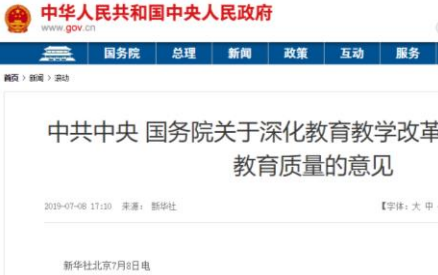 中华人民共和国中央人民政府
www.gov.cn
国务院 总理 新闻 政策 互动 服务
首页 > 新闻 > 滚动
中共中央 国务院关于深化教育教学改革
教育质量的意见
2019-07-08 17:10 来源： 新华社 【字体：大 中
新华社北京7月8日电